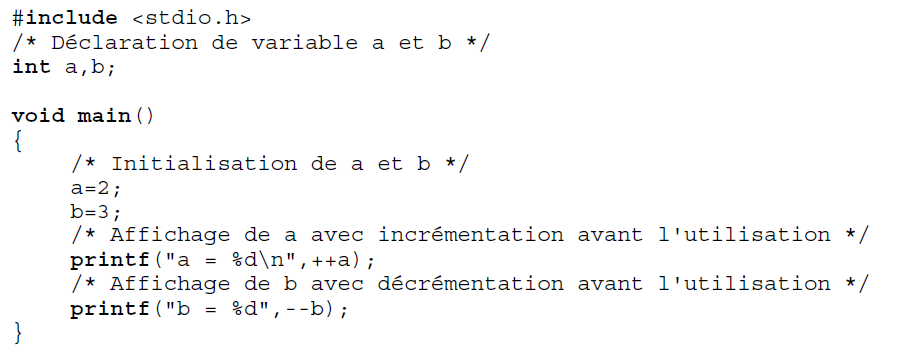 #include <stdio.h>
/* Déclaration de variable a et b */
int a,b;
void main()
{
/* Initialisation de a et b */
a=2;
b=3;
/* Affichage de a avec incrémentation avant l'utilisation */
printf("a = %d\n",++a);
/* Affichage de b avec décrémentation avant l'utilisation */
printf("b = %d",--b);
}